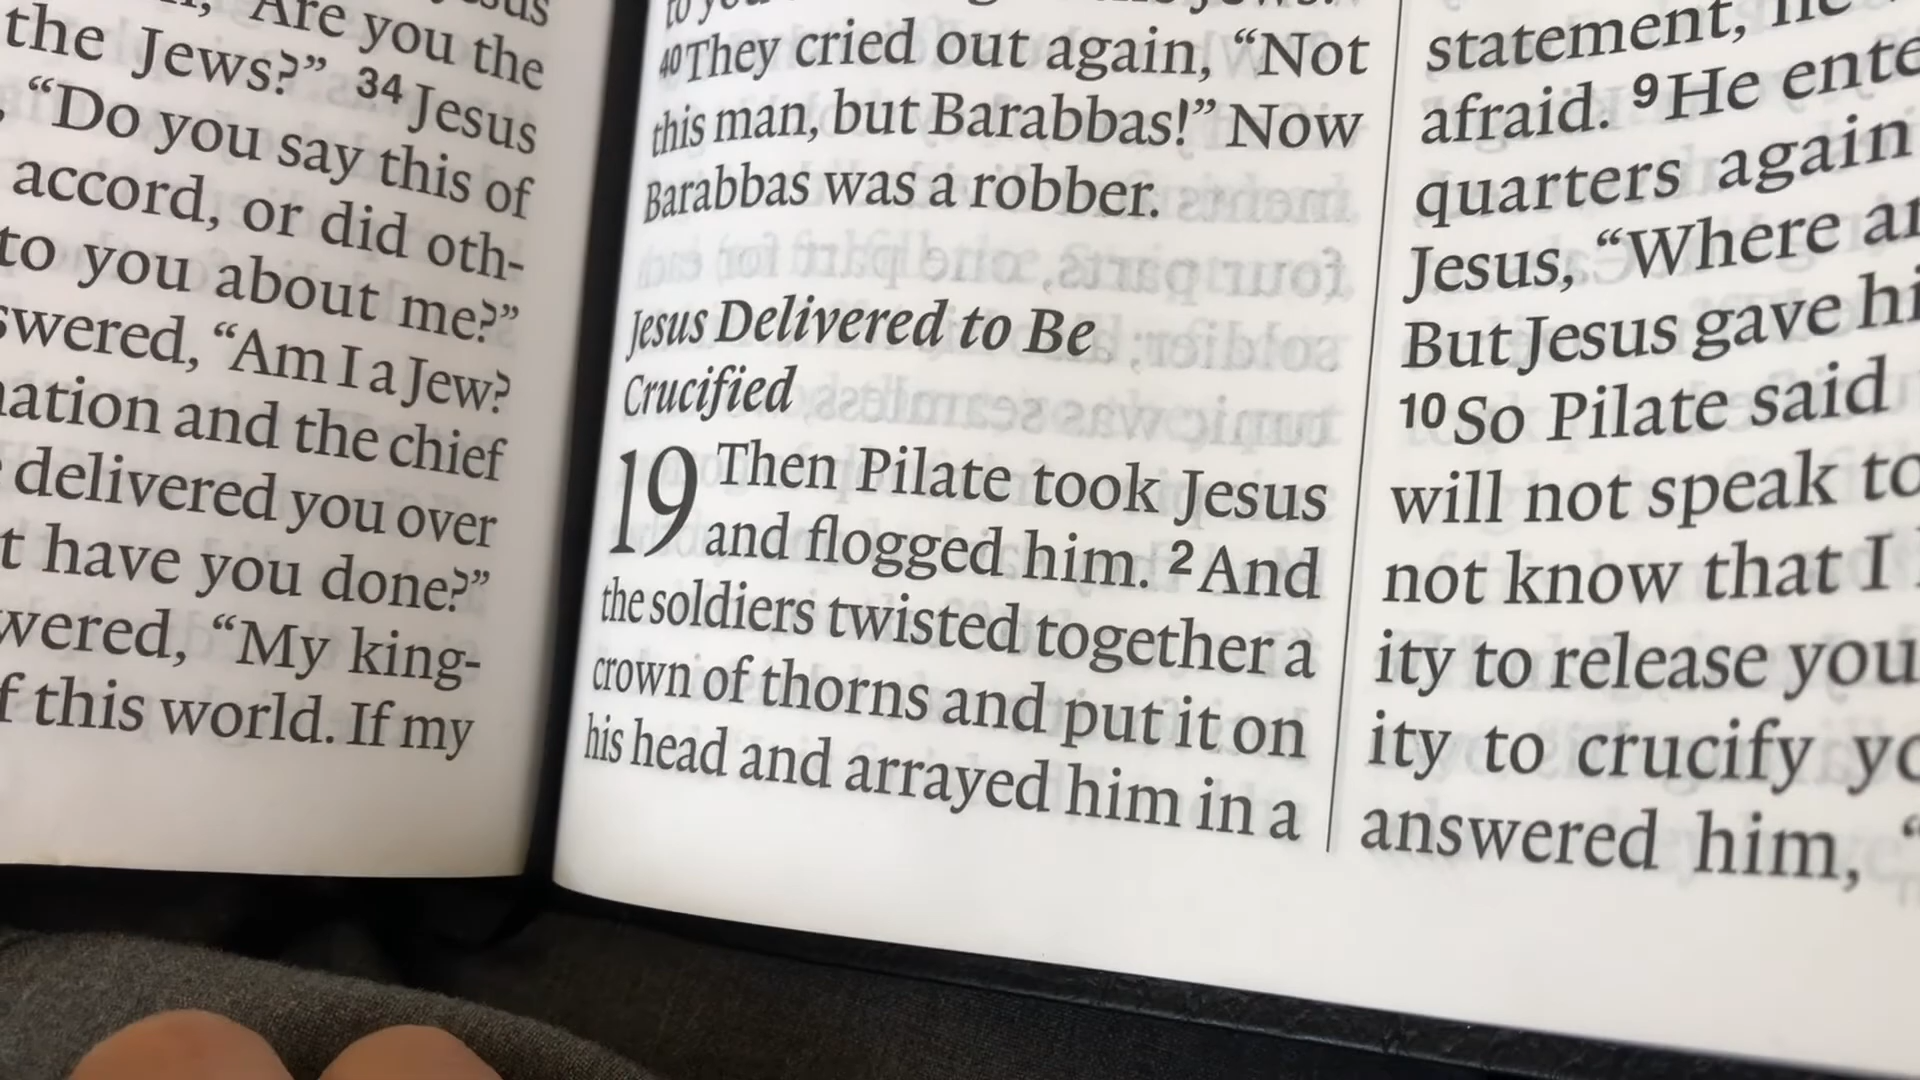 Are you the
the Jews?” 34 Jesus
“Do you say this of
accord, or did oth-
to you about me?”
“Am I a Jew?
and the chief
delivered you over
have you done?”
“My king-
this world. If my
to you
40 They cried out again, “Not
this man, but Barabbas!” Now
Barabbas was a robber.
Jesus Delivered to Be
Crucified
19 Then Pilate took Jesus
and flogged him. 2 And
the soldiers twisted together a
crown of thorns and put it on
his head and arrayed him in a
statement,
afraid. 9 He
quarters again
Jesus, “Where
But Jesus gave
10 So Pilate said
will not speak to
not know that I
ity to release you
ity to crucify
answered him, “